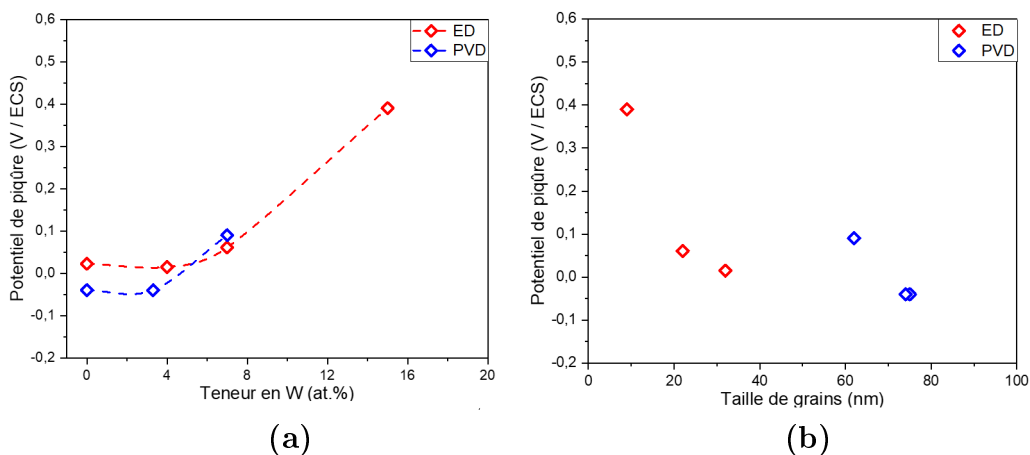 0,6
0,5
0,4
0,3
0,2
0,1
0,0
-0,1
-0,2
Potentiel de piqûre (V / ECS)
ED
PVD
0 4 8 12 16 20
Teneur en W (at.%)
(a)
0,6
0,5
0,4
0,3
0,2
0,1
0,0
-0,1
-0,2
Potentiel de piqûre (V / ECS)
ED
PVD
0 20 40 60 80 100
Taille de grains (nm)
(b)